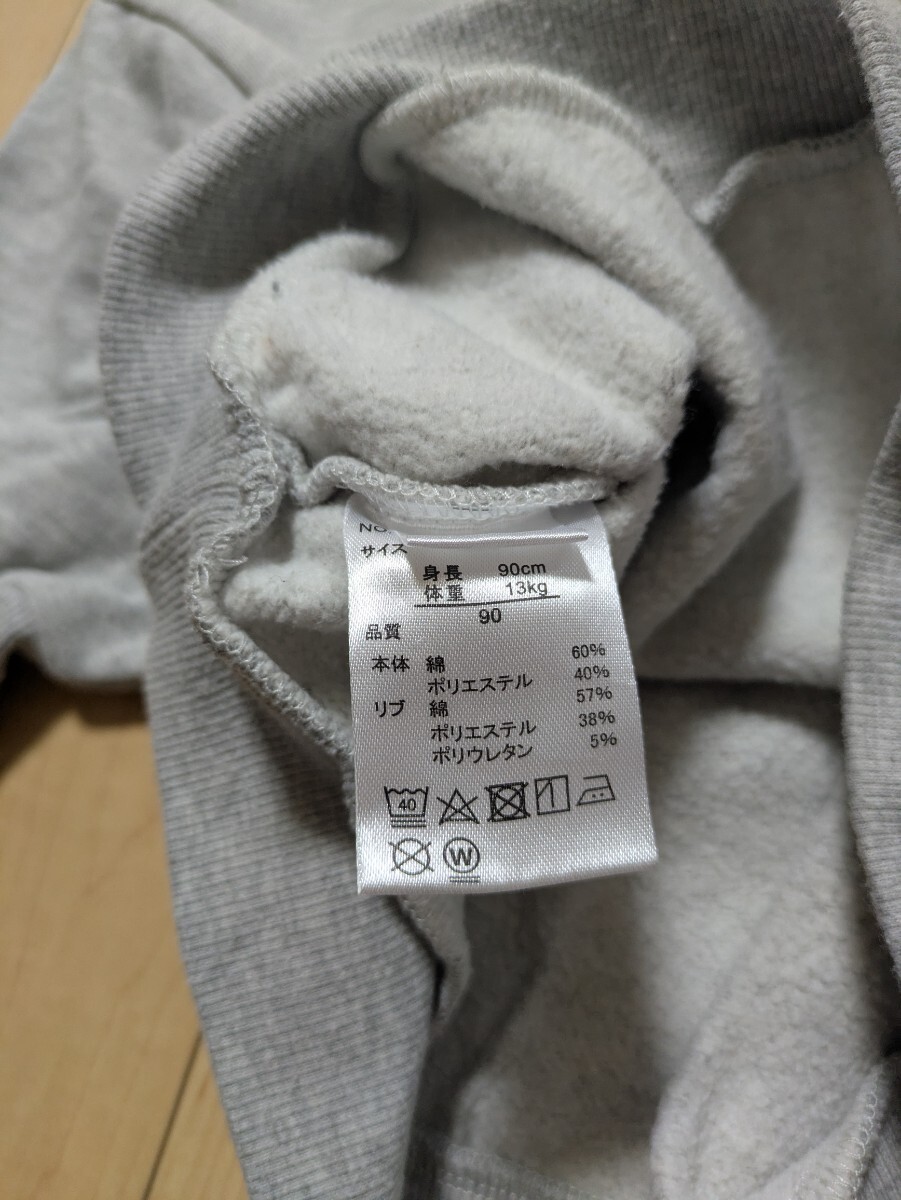 NO.
サイズ
身長 90cm
体重 13kg
90
品質
本体 綿 60%
ポリエステル 40%
リブ 綿 57%
ポリエステル 38%
ポリウレタン 5%
40
W